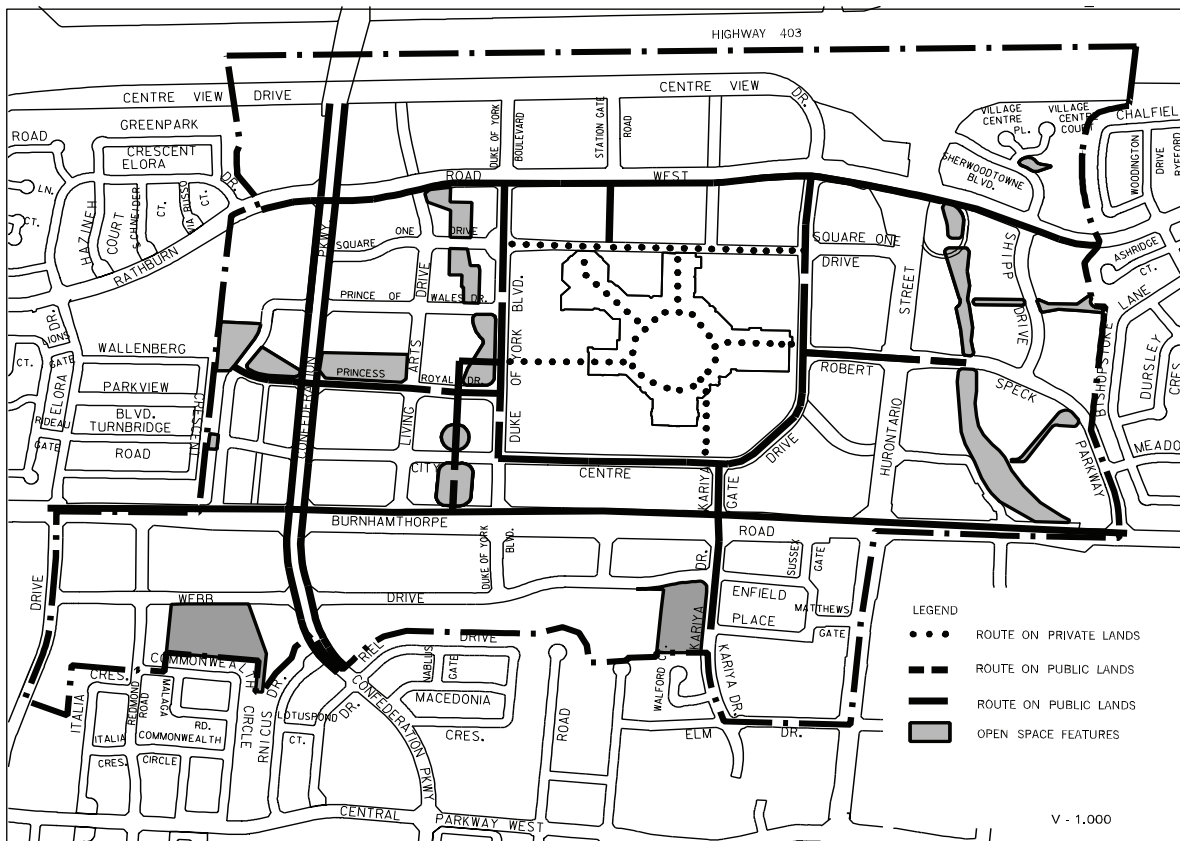 HIGHWAY 403
CENTRE VIEW DRIVE
CENTRE VIEW DR.
GREENPARK
ROAD
CRESCENT
ELORA
DR.
LN.
CT.
HAZINEH
COURT
SCHNEIDER
CT.
VIA RUSSO
CT.
RATHBURN
ROAD WEST
DUKE OF YORK
BOULEVARD
STATION GATE
ROAD
VILLAGE
CENTRE
PL.
VILLAGE
CENTRE
COURT
CHALFIEL
SHERWOODTOWNE
BLVD.
WOODINGTON
DRIVE
PKWY
SQUARE ONE DRIVE
SQUARE ONE
DRIVE
STREET
SHIPP
DRIVE
ASHRIDGE
CT.
LANE
BISHOPSTOKE
DURSLEY
CRES.
PRINCE OF WALES DR.
DRIVE
DUKE OF YORK BLVD.
LIONS
GATE
DR.
CT.
WALLENBERG
ELORA
PARKVIEW
BLVD.
TURNBRIDGE
ROAD
RIDEAU
GATE
CRESCENT
CONFEDERATION
PRINCESS ROYAL DR.
LIVING
ARTS
ROBERT
SPECK
PARKWAY
MEADO
HURONTARIO
CITY CENTRE DRIVE
KARIYA
GATE
BURNHAMTHORPE ROAD
DUKE OF YORK
BLVD.
DR.
SUSSEX
GATE
DRIVE
WEBB DRIVE
KARIYA
ENFIELD
PLACE
MATTHEWS
GATE
LEGEND
ROUTE ON PRIVATE LANDS
ROUTE ON PUBLIC LANDS
ROUTE ON PUBLIC LANDS
OPEN SPACE FEATURES
COMMONWEALTH
CIRCLE
CRES.
ITALIA
REDMOND
ROAD
MALAGA
RD.
COMMONWEALTH
CIRCLE
ITALIA
CRES.
DR.
LOTUSPOND
DR.
CT.
RIEL DRIVE
NABLUS
GATE
MACEDONIA
CRES.
CONFEDERATION PKWY
ROAD
WALFORD
KARIYA DR.
ELM DR.
CENTRAL PARKWAY WEST
V - 1.000